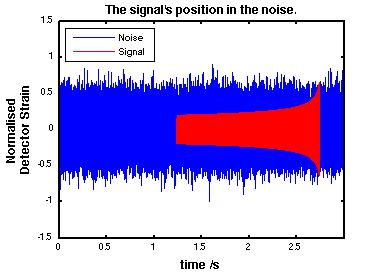 The signal's position in the noise.
1.5
Noise
Signal
1
0.5
0
-0.5
-1
-1.5
Normalised
Detector Strain
0 0.5 1 1.5 2 2.5
time /s